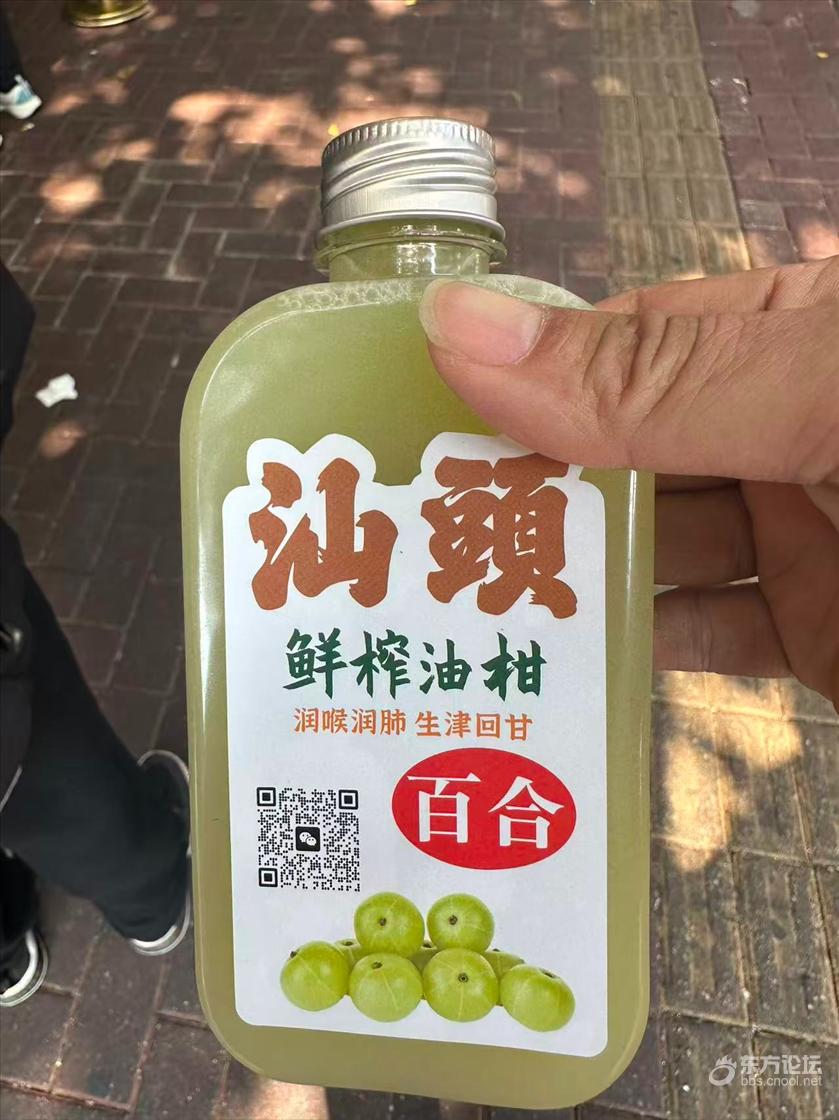 汕頭
鮮榨油柑
润喉润肺 生津回甘
百合
东方论坛
bbs.cnool.net